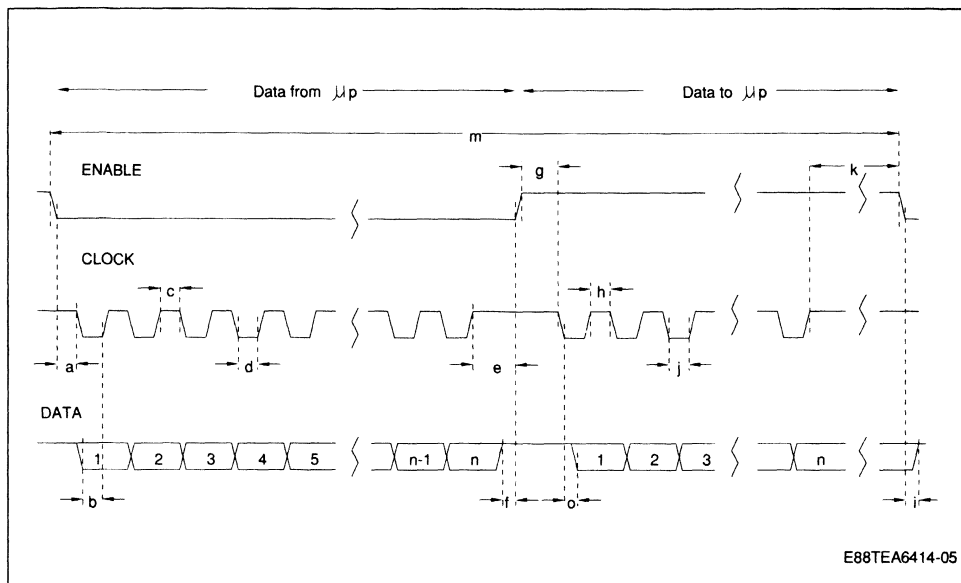 Data from μp
Data to μp
m
ENABLE
g
k
CLOCK
c
h
a
d
e
j
DATA
1 2 3 4 5 n-1 n 1 2 3 n
b
f
o
i
E88TEA6414-05